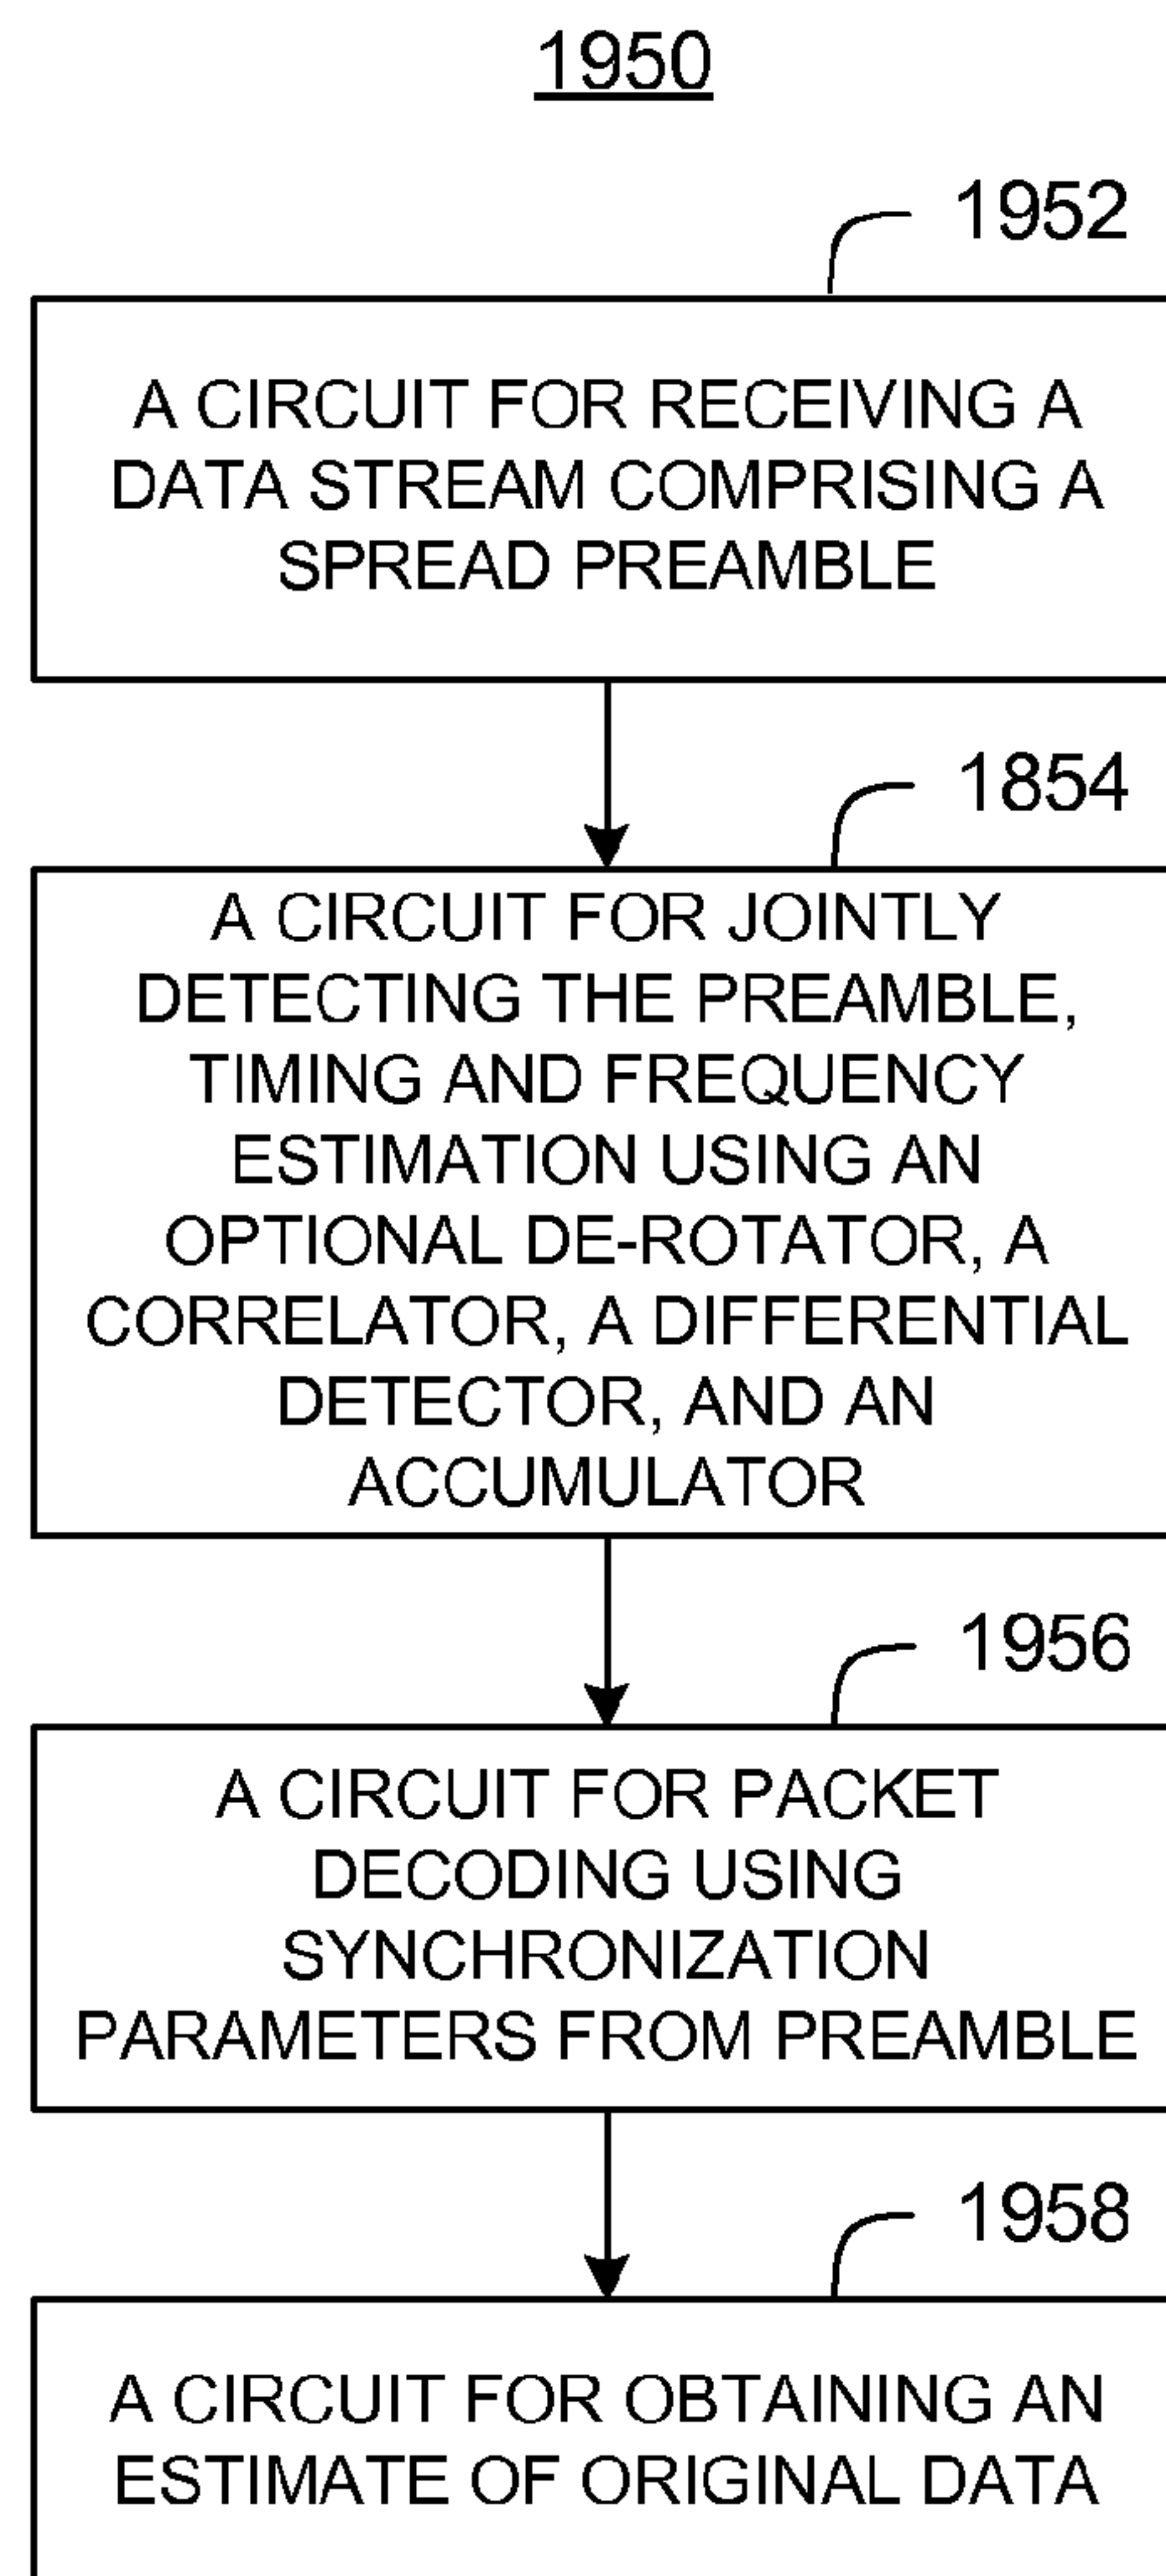 1950
1952
A CIRCUIT FOR RECEIVING A
DATA STREAM COMPRISING A
SPREAD PREAMBLE
1854
A CIRCUIT FOR JOINTLY
DETECTING THE PREAMBLE,
TIMING AND FREQUENCY
ESTIMATION USING AN
OPTIONAL DE-ROTATOR, A
CORRELATOR, A DIFFERENTIAL
DETECTOR, AND AN
ACCUMULATOR
1956
A CIRCUIT FOR PACKET
DECODING USING
SYNCHRONIZATION
PARAMETERS FROM PREAMBLE
1958
A CIRCUIT FOR OBTAINING AN
ESTIMATE OF ORIGINAL DATA